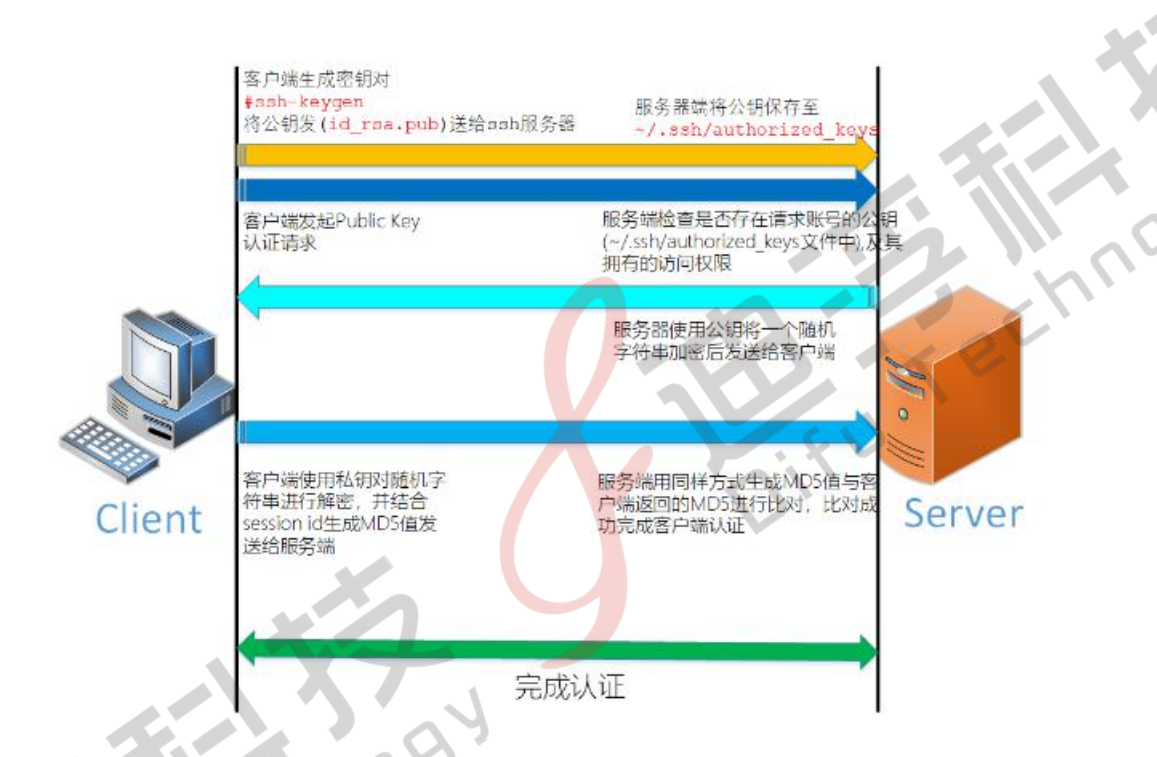 客户端生成密钥对
#ssh-keygen
将公钥发(id_rsa.pub)送给ssh服务器
服务器端将公钥保存至
~/.ssh/authorized_keys
客户端发起Public Key
认证请求
服务端检查是否存在请求账号的公钥
(~/.ssh/authorized_keys文件中),及其
拥有的访问权限
服务器使用公钥将一个随机
字符串加密后发送给客户端
客户端使用私钥对随机字
符串进行解密，并结合
session id生成MD5值发
送给服务端
服务端用同样方式生成MD5值与客
户端返回的MD5进行比对，比对成
功完成客户端认证
Client
Server
完成认证
迪孚科技
Difu Techno
科技
ogy